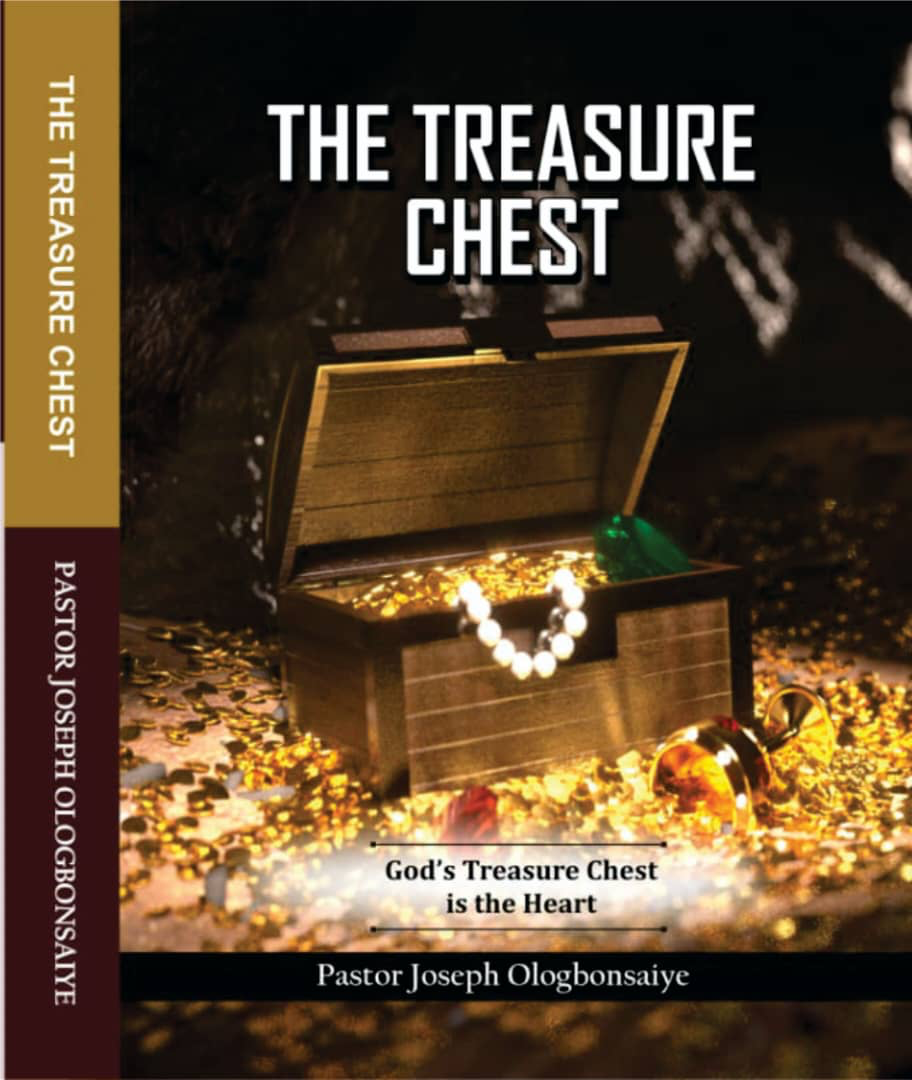 THE TREASURE CHEST
PASTOR JOSEPH OLOGBONSAIYE
THE TREASURE
CHEST
God's Treasure Chest
is the Heart
Pastor Joseph Ologbonsaiye